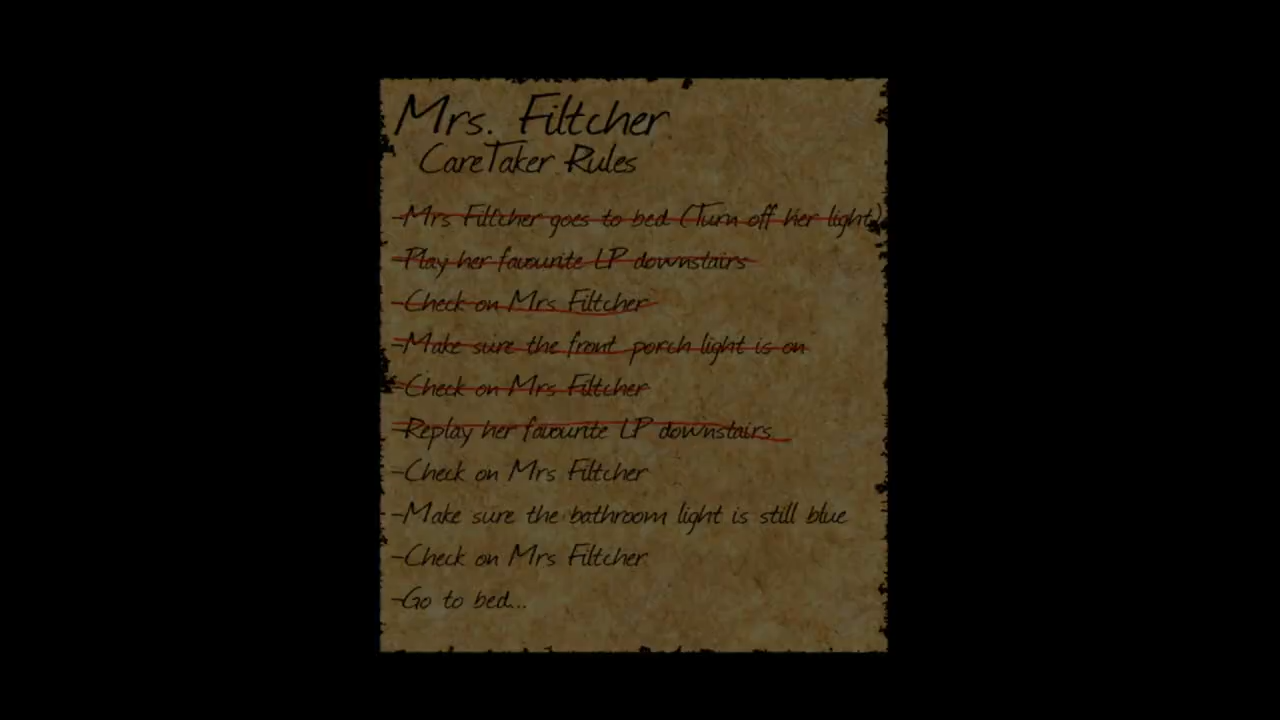 Mrs. Filtcher
CareTaker Rules
-Mrs Filtcher goes to bed (Turn off her light)
-Play her favourite LP downstairs
-Check on Mrs Filtcher
-Make sure the front porch light is on
-Check on Mrs Filtcher
-Replay her favourite LP downstairs
-Check on Mrs Filtcher
-Make sure the bathroom light is still blue
-Check on Mrs Filtcher
-Go to bed...